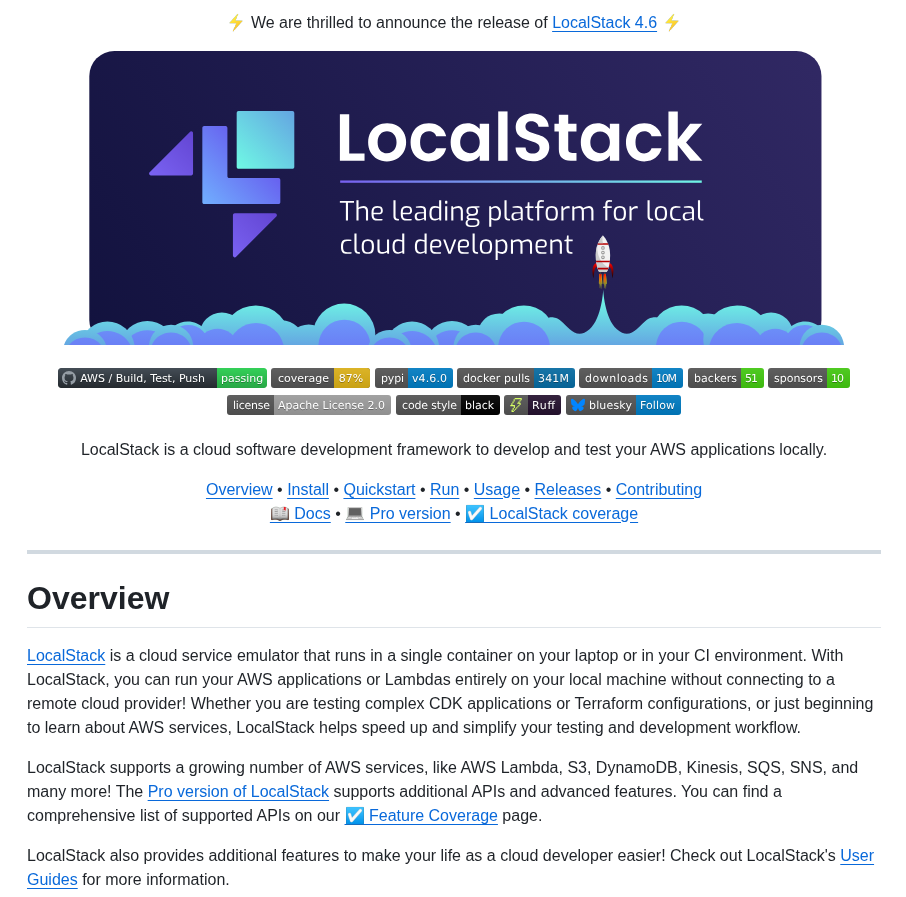 ⚡ We are thrilled to announce the release of LocalStack 4.6 ⚡
LocalStack
The leading platform for local
cloud development
AWS / Build, Test, Push passing coverage 87% pypi v4.6.0 docker pulls 341M downloads 10M backers 51 sponsors 10
license Apache License 2.0 code style black Ruff bluesky Follow
LocalStack is a cloud software development framework to develop and test your AWS applications locally.
Overview • Install • Quickstart • Run • Usage • Releases • Contributing
📖 Docs • 💻 Pro version • ☑️ LocalStack coverage
Overview
LocalStack is a cloud service emulator that runs in a single container on your laptop or in your CI environment. With
LocalStack, you can run your AWS applications or Lambdas entirely on your local machine without connecting to a
remote cloud provider! Whether you are testing complex CDK applications or Terraform configurations, or just beginning
to learn about AWS services, LocalStack helps speed up and simplify your testing and development workflow.
LocalStack supports a growing number of AWS services, like AWS Lambda, S3, DynamoDB, Kinesis, SQS, SNS, and
many more! The Pro version of LocalStack supports additional APIs and advanced features. You can find a
comprehensive list of supported APIs on our ☑️ Feature Coverage page.
LocalStack also provides additional features to make your life as a cloud developer easier! Check out LocalStack's User
Guides for more information.